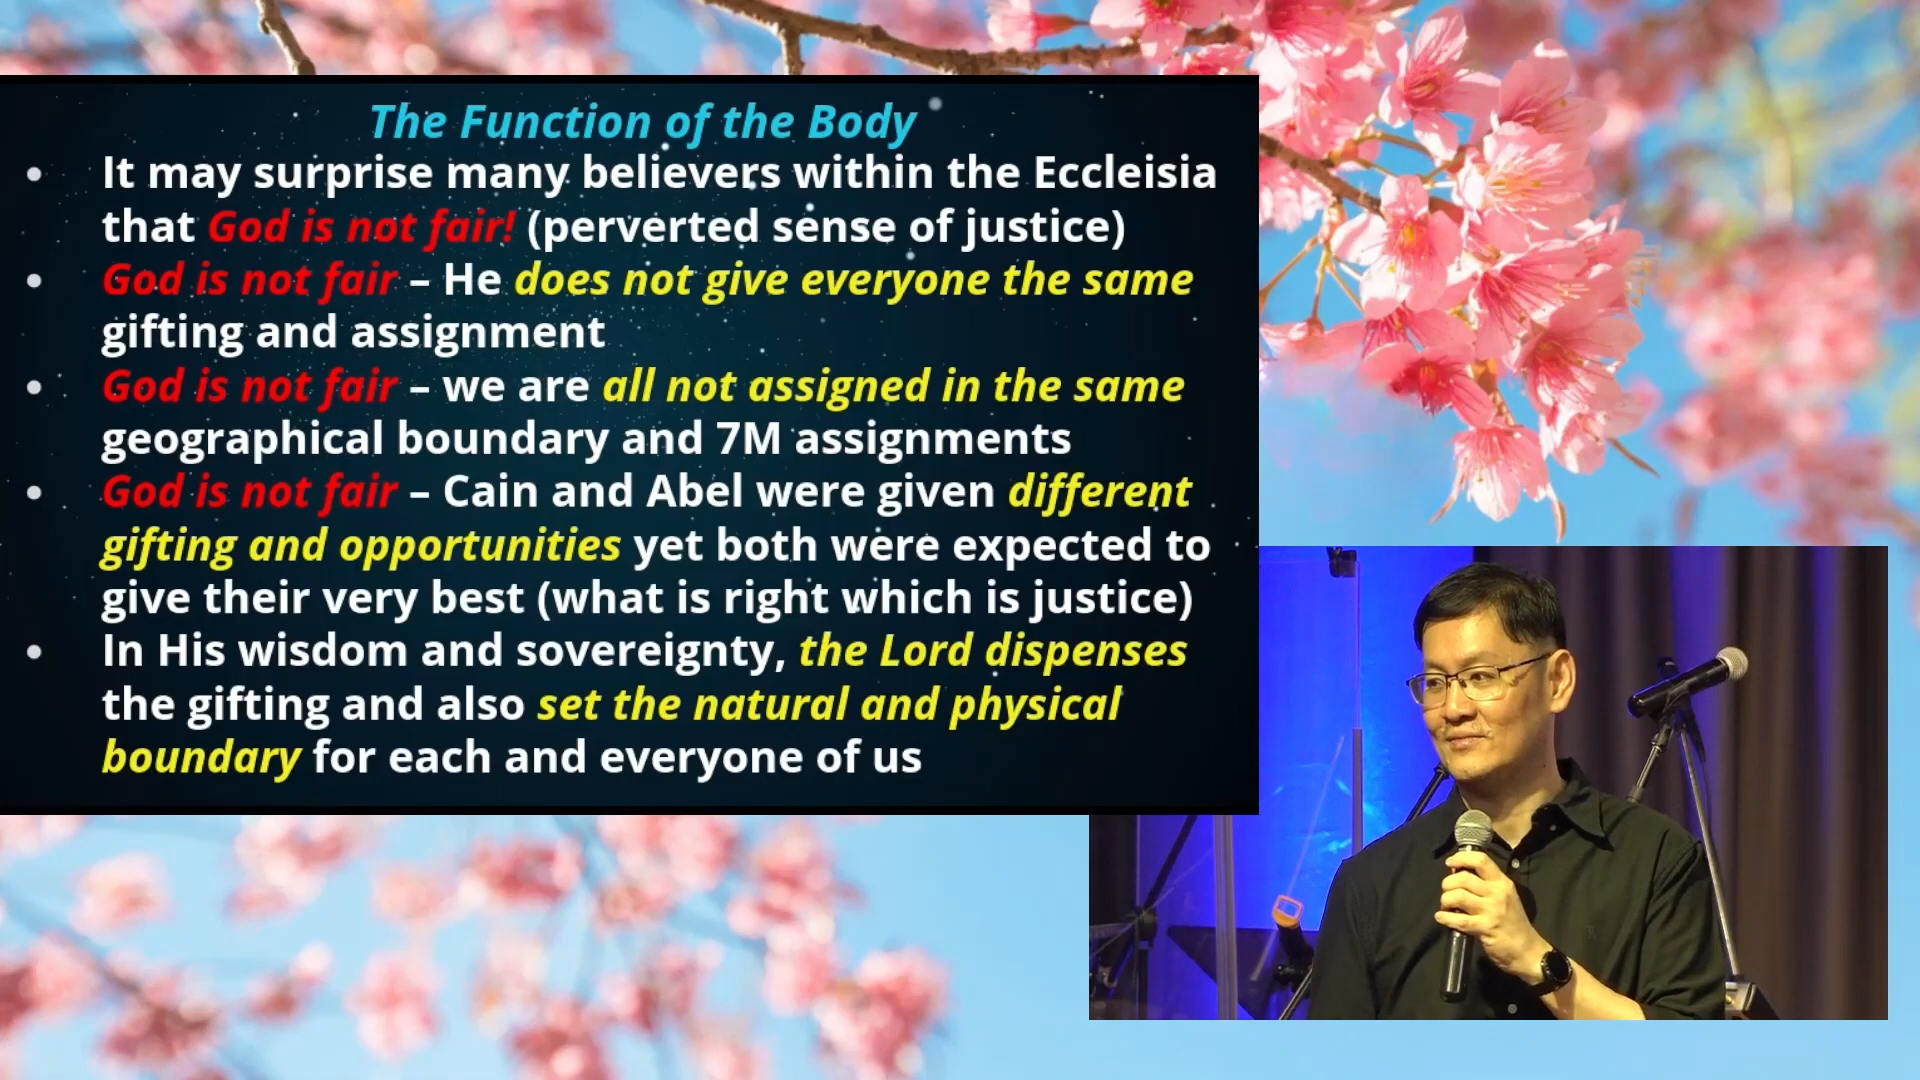 The Function of the Body
• It may surprise many believers within the Eccleisia
that God is not fair! (perverted sense of justice)
• God is not fair – He does not give everyone the same
gifting and assignment
• God is not fair – we are all not assigned in the same
geographical boundary and 7M assignments
• God is not fair – Cain and Abel were given different
gifting and opportunities yet both were expected to
give their very best (what is right which is justice)
• In His wisdom and sovereignty, the Lord dispenses
the gifting and also set the natural and physical
boundary for each and everyone of us